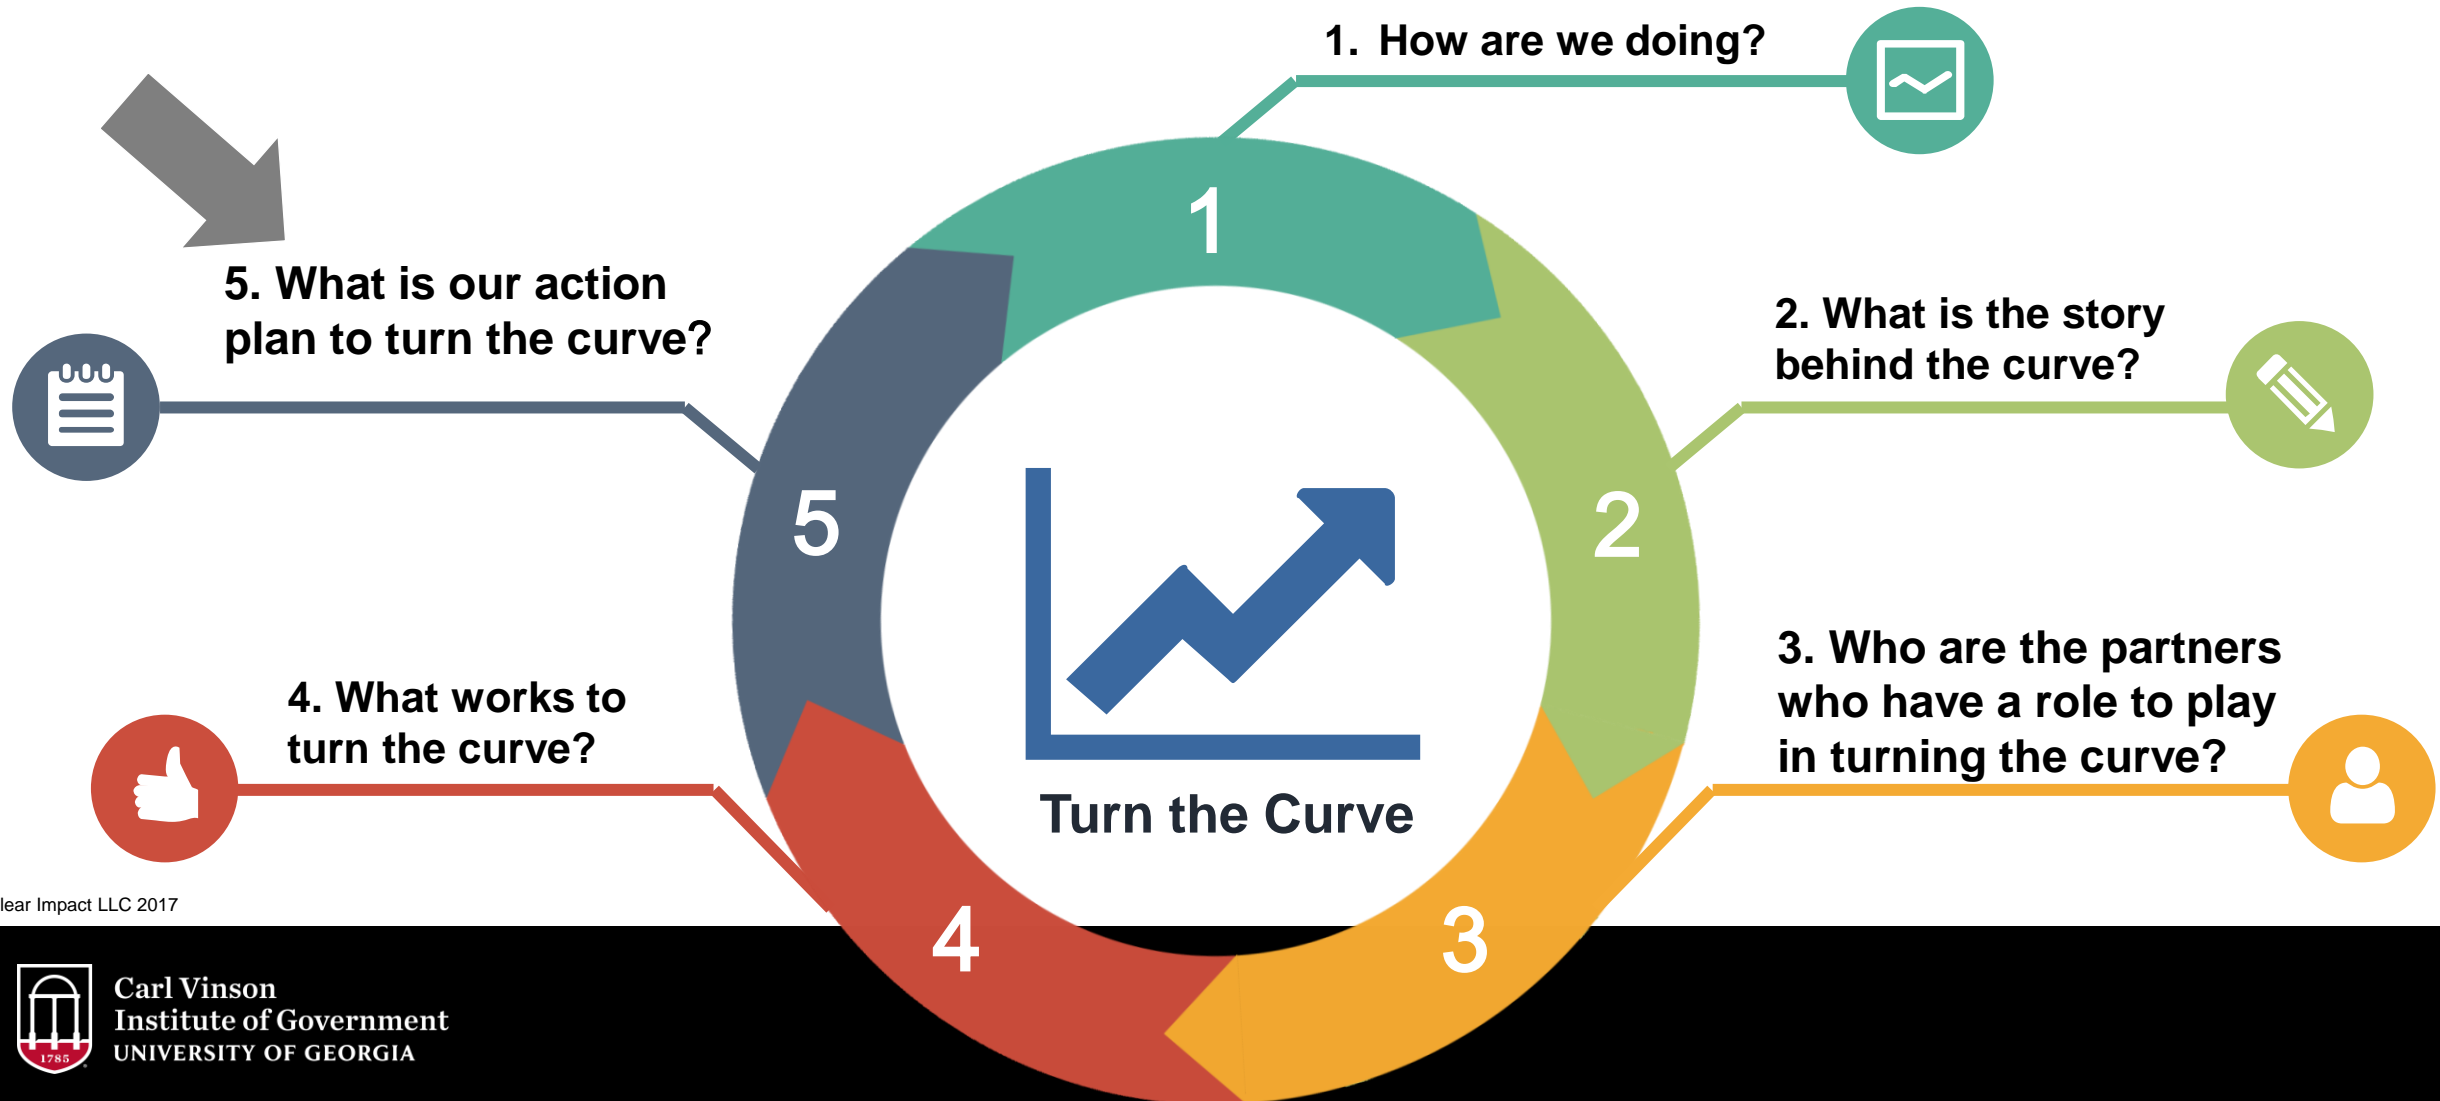 1. How are we doing?
1
5. What is our action
plan to turn the curve?
2. What is the story
behind the curve?
5
2
3. Who are the partners
who have a role to play
in turning the curve?
4. What works to
turn the curve?
Turn the Curve
lear Impact LLC 2017
4
3
Carl Vinson
Institute of Government
UNIVERSITY OF GEORGIA
1785